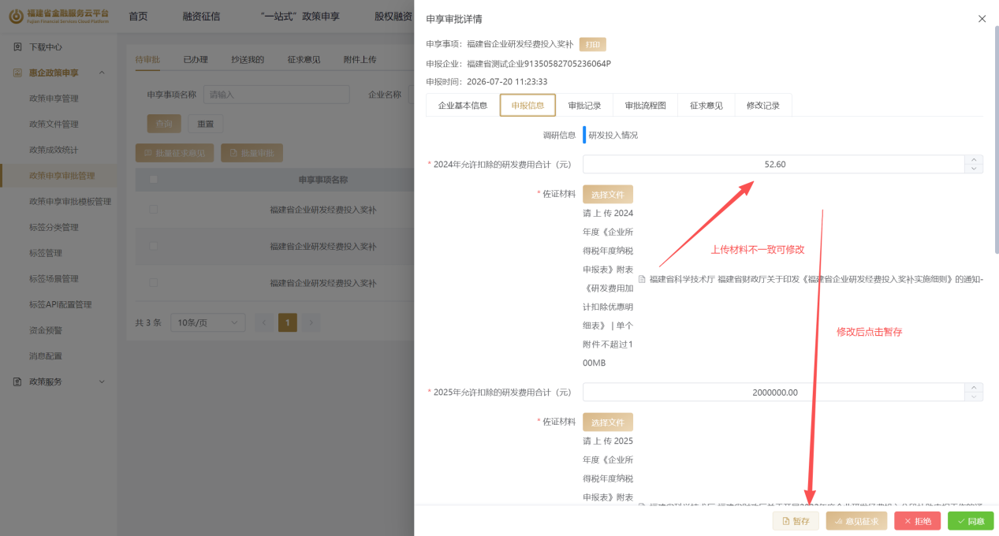 福建省金融服务云平台
Fujian Financial Services Cloud Platform
首页
融资征信
“一站式”政策申享
股权融资
下载中心
惠企政策申享
政策申享管理
政策文件管理
政策成效统计
政策申享审批管理
政策申享审批模板管理
标签分类管理
标签管理
标签场景管理
标签API配置管理
资金预警
消息配置
政策服务
待审批
已办理
抄送我的
征求意见
附件上传
申享事项名称
请输入
企业名称
查询
重置
批量征求意见
批量审批
申享事项名称
福建省企业研发经费投入奖补
福建省企业研发经费投入奖补
福建省企业研发经费投入奖补
共 3 条
10条/页
1
申享审批详情
申享事项：福建省企业研发经费投入奖补
打印
申报企业：福建省测试企业91350582705236064P
申报时间：2026-07-20 11:23:33
企业基本信息
申报信息
审批记录
审批流程图
征求意见
修改记录
调研信息
研发投入情况
* 2024年允许扣除的研发费用合计（元）
52.60
* 佐证材料
选择文件
请上传2024
年度《企业所
得税年度纳税
申报表》附表
《研发费用加
计扣除优惠明
细表》 | 单个
附件不超过1
00MB
上传材料不一致可修改
福建省科学技术厅 福建省财政厅关于印发《福建省企业研发经费投入奖补实施细则》的通知-
修改后点击暂存
* 2025年允许扣除的研发费用合计（元）
2000000.00
* 佐证材料
选择文件
请上传2025
年度《企业所
得税年度纳税
申报表》附表
暂存
意见征求
拒绝
同意